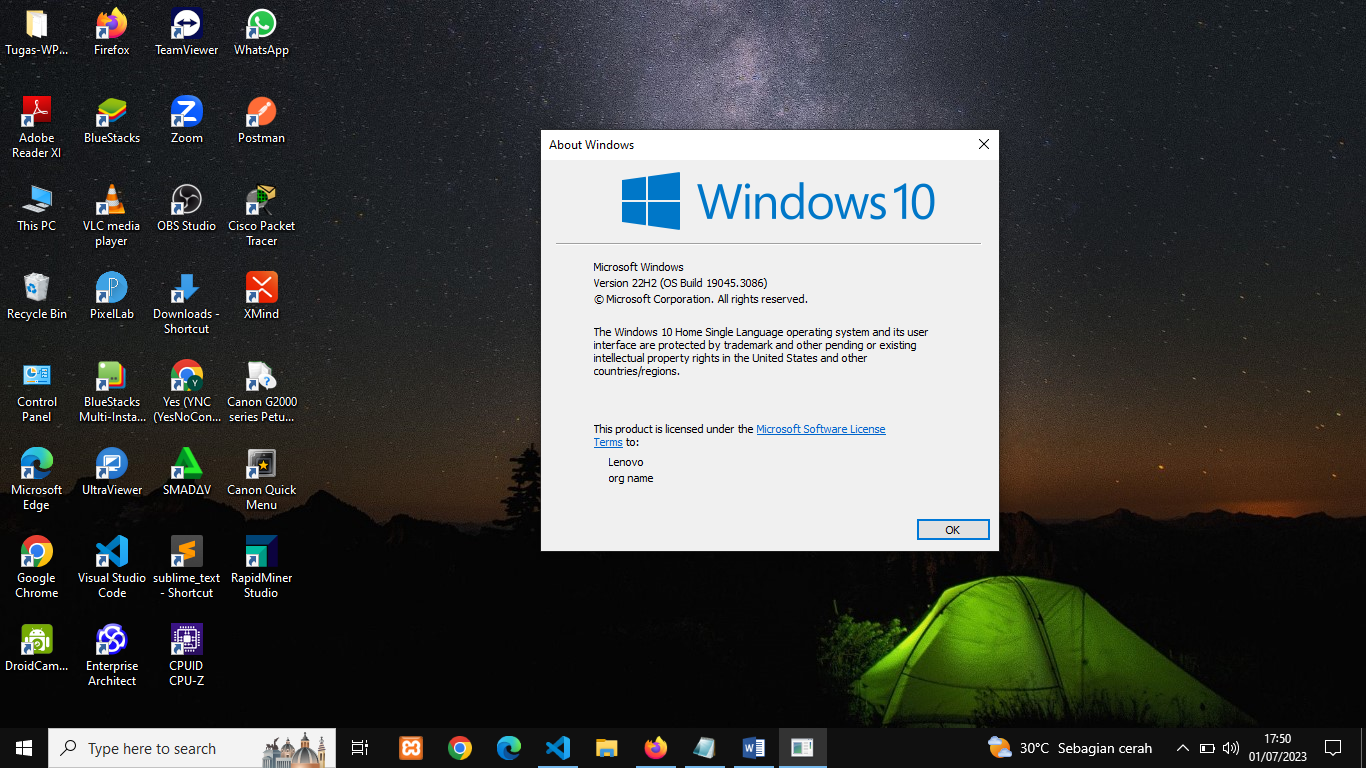 Tugas-WP...
Firefox
TeamViewer
WhatsApp
Adobe
Reader XI
BlueStacks
Zoom
Postman
This PC
VLC media
player
OBS Studio
Cisco Packet
Tracer
Recycle Bin
PixelLab
Downloads -
Shortcut
XMind
Control
Panel
BlueStacks
Multi-Insta...
Yes (YNC
(YesNoCon...
Canon G2000
series Petu...
Microsoft
Edge
UltraViewer
SMADΔV
Canon Quick
Menu
Google
Chrome
Visual Studio
Code
sublime_text
- Shortcut
RapidMiner
Studio
DroidCam...
Enterprise
Architect
CPUID
CPU-Z
About Windows
Windows 10
Microsoft Windows
Version 22H2 (OS Build 19045.3086)
© Microsoft Corporation. All rights reserved.
The Windows 10 Home Single Language operating system and its user
interface are protected by trademark and other pending or existing
intellectual property rights in the United States and other
countries/regions.
This product is licensed under the Microsoft Software License
Terms to:
Lenovo
org name
OK
Type here to search
30°C Sebagian cerah
17:50
01/07/2023